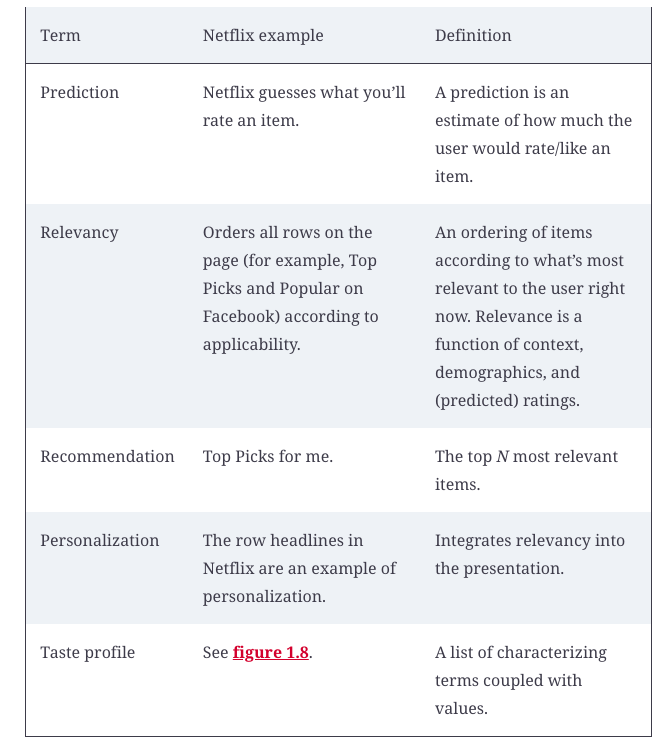 Term Netflix example Definition
Prediction Netflix guesses what you’ll A prediction is an
rate an item. estimate of how much the
user would rate/like an
item.
Relevancy Orders all rows on the An ordering of items
page (for example, Top according to what’s most
Picks and Popular on relevant to the user right
Facebook) according to now. Relevance is a
applicability. function of context,
demographics, and
(predicted) ratings.
Recommendation Top Picks for me. The top N most relevant
items.
Personalization The row headlines in Integrates relevancy into
Netflix are an example of the presentation.
personalization.
Taste profile See figure 1.8. A list of characterizing
terms coupled with
values.